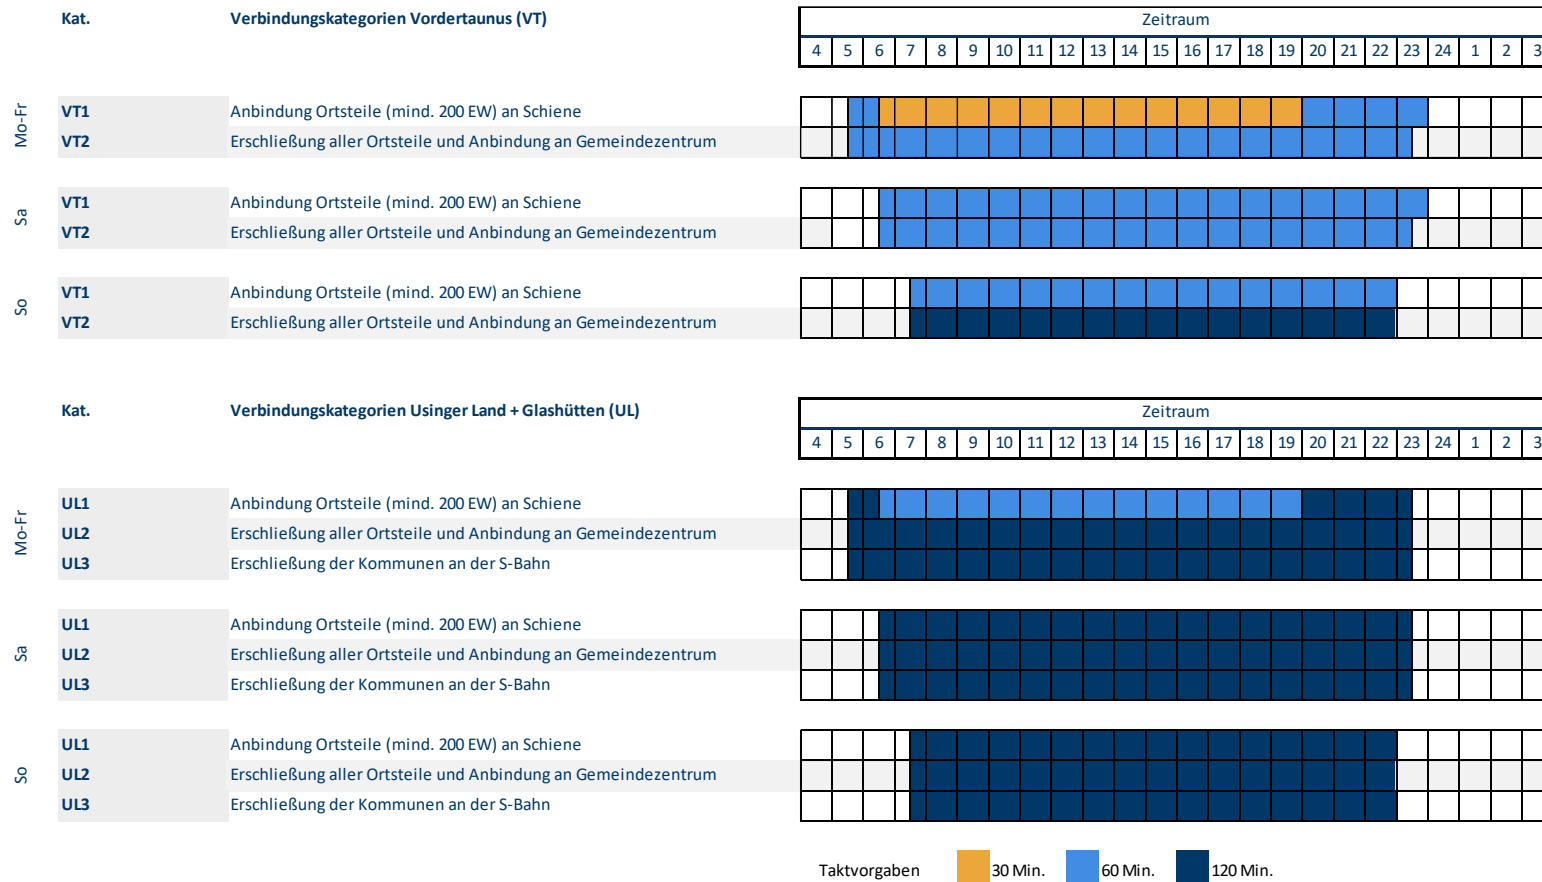 Kat. Verbindungskategorien Vordertaunus (VT) Zeitraum
4 5 6 7 8 9 10 11 12 13 14 15 16 17 18 19 20 21 22 23 24 1 2 3
Mo-Fr
VT1 Anbindung Ortsteile (mind. 200 EW) an Schiene
VT2 Erschließung aller Ortsteile und Anbindung an Gemeindezentrum
Sa
VT1 Anbindung Ortsteile (mind. 200 EW) an Schiene
VT2 Erschließung aller Ortsteile und Anbindung an Gemeindezentrum
So
VT1 Anbindung Ortsteile (mind. 200 EW) an Schiene
VT2 Erschließung aller Ortsteile und Anbindung an Gemeindezentrum
Kat. Verbindungskategorien Usinger Land + Glashütten (UL) Zeitraum
4 5 6 7 8 9 10 11 12 13 14 15 16 17 18 19 20 21 22 23 24 1 2 3
Mo-Fr
UL1 Anbindung Ortsteile (mind. 200 EW) an Schiene
UL2 Erschließung aller Ortsteile und Anbindung an Gemeindezentrum
UL3 Erschließung der Kommunen an der S-Bahn
Sa
UL1 Anbindung Ortsteile (mind. 200 EW) an Schiene
UL2 Erschließung aller Ortsteile und Anbindung an Gemeindezentrum
UL3 Erschließung der Kommunen an der S-Bahn
So
UL1 Anbindung Ortsteile (mind. 200 EW) an Schiene
UL2 Erschließung aller Ortsteile und Anbindung an Gemeindezentrum
UL3 Erschließung der Kommunen an der S-Bahn
Taktvorgaben 30 Min. 60 Min. 120 Min.